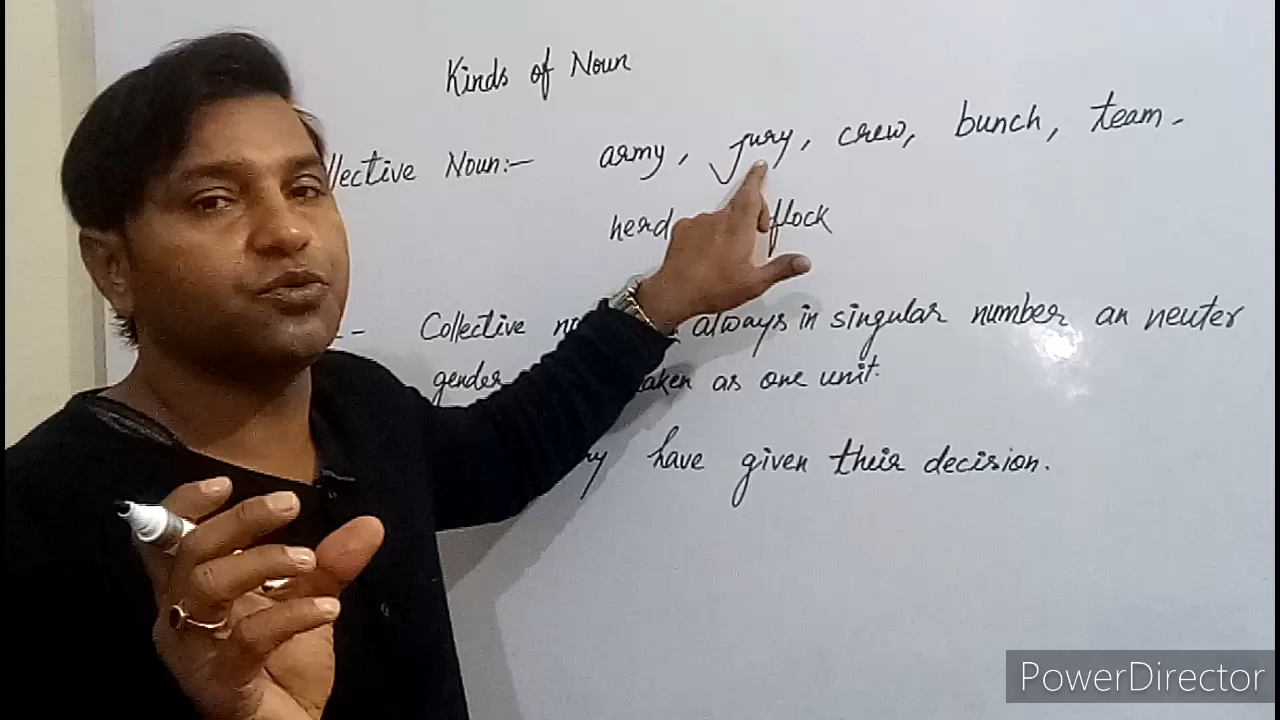 Kinds of Noun
llective Noun:- army, jury, crew, bunch, team.
herd flock
- Collective always in singular number an neuter
gender taken as one unit.
have given their decision.
PowerDirector